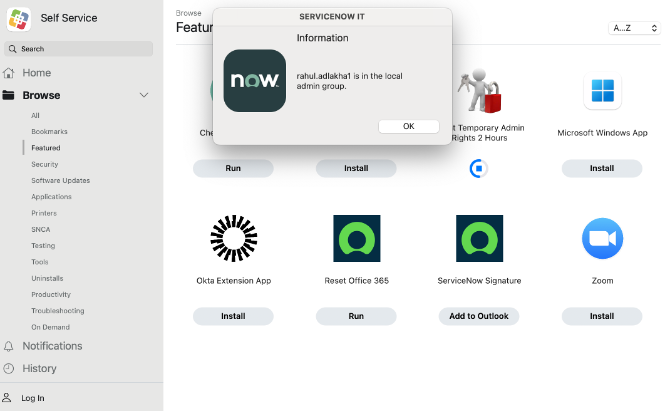 Self Service
Search
Home
Browse
All
Bookmarks
Featured
Security
Software Updates
Applications
Printers
SNCA
Testing
Tools
Uninstalls
Productivity
Troubleshooting
On Demand
Notifications
History
Log In
Browse
Featur
A...Z
SERVICENOW IT
Information
now
rahul.adlakha1 is in the local
admin group.
OK
Che
t Temporary Admin
Rights 2 Hours
Microsoft Windows App
Run
Install
Install
Okta Extension App
Reset Office 365
ServiceNow Signature
Zoom
Install
Run
Add to Outlook
Install